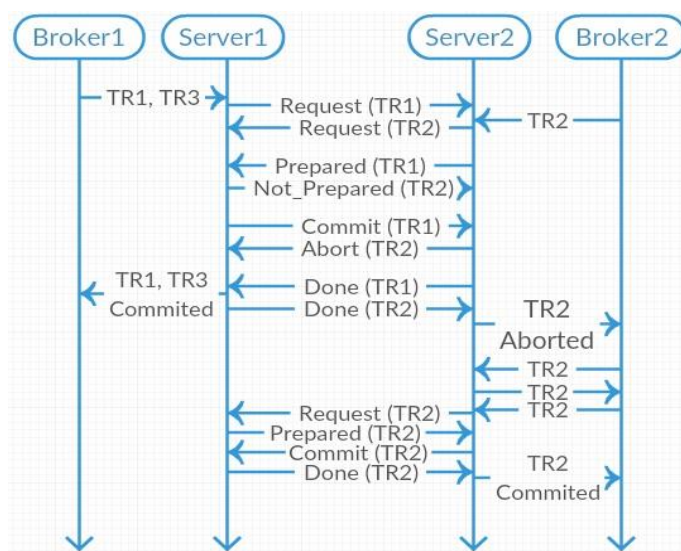 Broker1 Server1 Server2 Broker2
TR1, TR3
Request (TR1)
TR2
Request (TR2)
Prepared (TR1)
Not_Prepared (TR2)
Commit (TR1)
Abort (TR2)
TR1, TR3
Commited
Done (TR1)
Done (TR2)
TR2
Aborted
TR2
TR2
TR2
Request (TR2)
Prepared (TR2)
Commit (TR2)
Done (TR2)
TR2
Commited